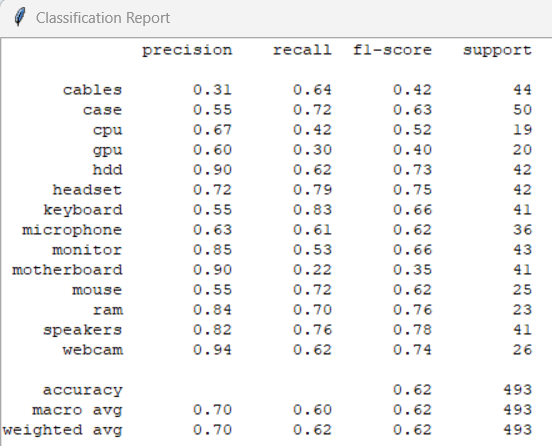 Classification Report
precision recall f1-score support
cables 0.31 0.64 0.42 44
case 0.55 0.72 0.63 50
cpu 0.67 0.42 0.52 19
gpu 0.60 0.30 0.40 20
hdd 0.90 0.62 0.73 42
headset 0.72 0.79 0.75 42
keyboard 0.55 0.83 0.66 41
microphone 0.63 0.61 0.62 36
monitor 0.85 0.53 0.66 43
motherboard 0.90 0.22 0.35 41
mouse 0.55 0.72 0.62 25
ram 0.84 0.70 0.76 23
speakers 0.82 0.76 0.78 41
webcam 0.94 0.62 0.74 26
accuracy 0.62 493
macro avg 0.70 0.60 0.62 493
weighted avg 0.70 0.62 0.62 493